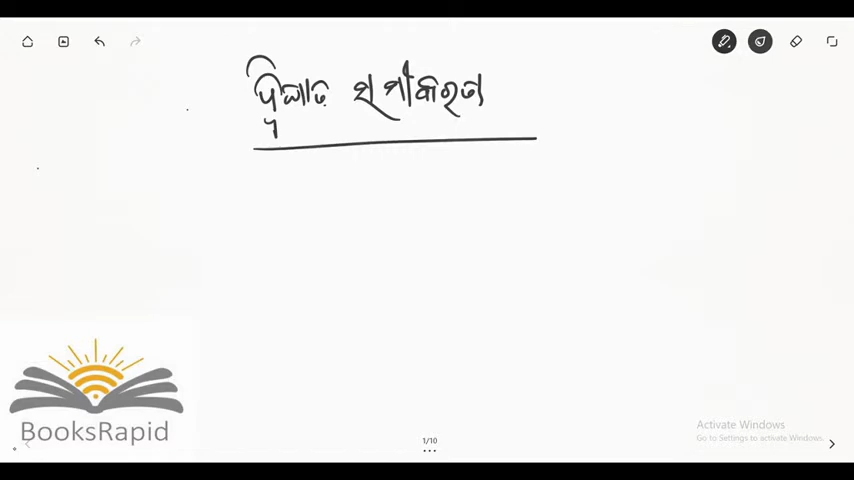 ଦ୍ୱିଘାତ ସମୀକରଣ
BooksRapid
1/10
Activate Windows
Go to Settings to activate Windows.